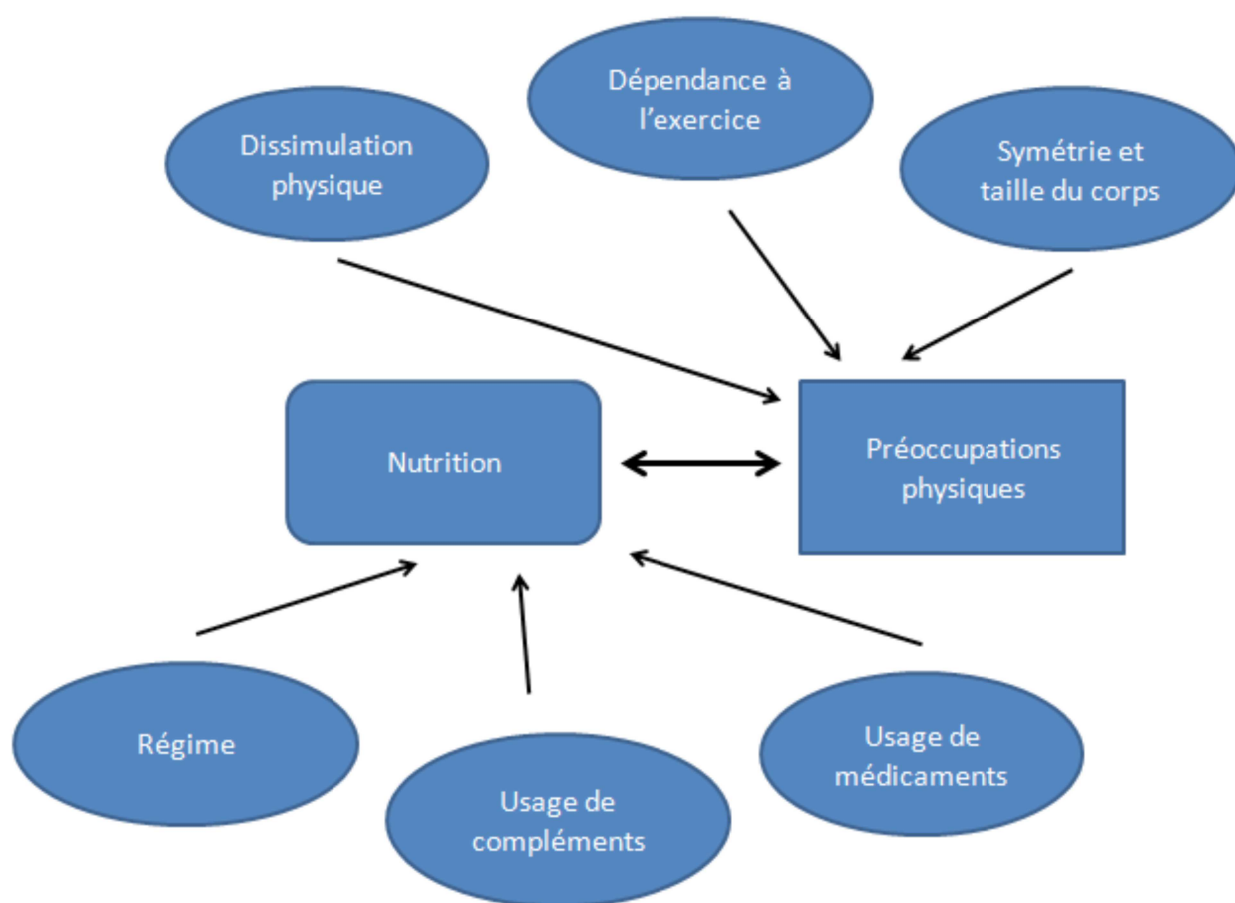 Dépendance à
l'exercice
Dissimulation
physique
Symétrie et
taille du corps
Nutrition
Préoccupations
physiques
Régime
Usage de
compléments
Usage de
médicaments